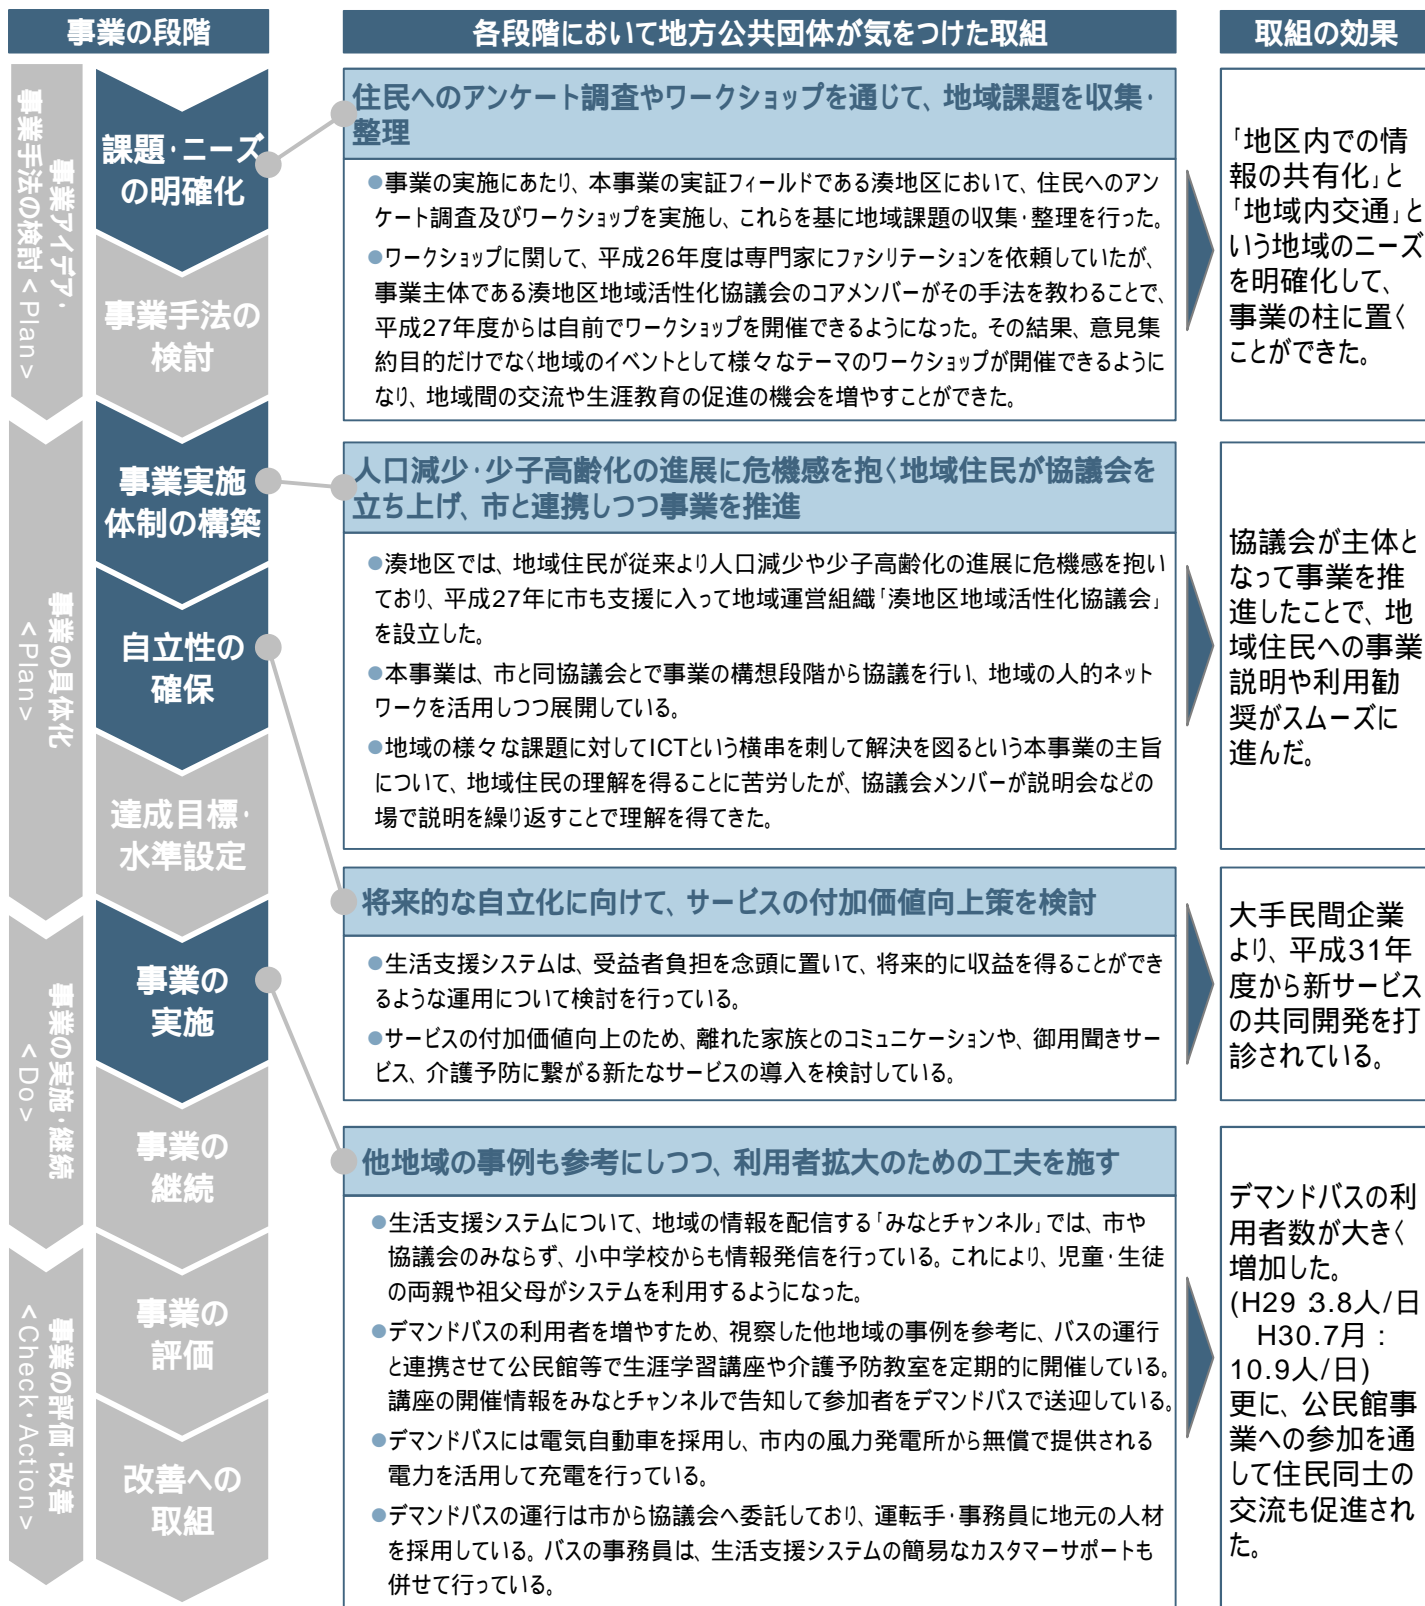 事業の段階
各段階において地方公共団体が気をつけた取組
取組の効果
事業アイデア・
事業手法の検討<Plan>
課題・ニーズ
の明確化
事業手法の
検討
住民へのアンケート調査やワークショップを通じて、地域課題を収集・
整理
●事業の実施にあたり、本事業の実証フィールドである湊地区において、住民へのアン
ケート調査及びワークショップを実施し、これらを基に地域課題の収集・整理を行った。
●ワークショップに関して、平成26年度は専門家にファシリテーションを依頼していたが、
事業主体である湊地区地域活性化協議会のコアメンバーがその手法を教わることで、
平成27年度からは自前でワークショップを開催できるようになった。その結果、意見集
約目的だけでなく地域のイベントとして様々なテーマのワークショップが開催できるように
なり、地域間の交流や生涯教育の促進の機会を増やすことができた。
「地区内での情
報の共有化」と
「地域内交通」と
いう地域のニーズ
を明確化して、
事業の柱に置く
ことができた。
事業の具体化
<Plan>
事業実施
体制の構築
自立性の
確保
達成目標・
水準設定
人口減少・少子高齢化の進展に危機感を抱く地域住民が協議会を
立ち上げ、市と連携しつつ事業を推進
●湊地区では、地域住民が従来より人口減少や少子高齢化の進展に危機感を抱い
ており、平成27年に市も支援に入って地域運営組織「湊地区地域活性化協議会」
を設立した。
●本事業は、市と同協議会とで事業の構想段階から協議を行い、地域の人的ネット
ワークを活用しつつ展開している。
●地域の様々な課題に対してICTという横串を刺して解決を図るという本事業の主旨
について、地域住民の理解を得ることに苦労したが、協議会メンバーが説明会などの
場で説明を繰り返すことで理解を得てきた。
協議会が主体と
なって事業を推
進したことで、地
域住民への事業
説明や利用勧
奨がスムーズに
進んだ。
将来的な自立化に向けて、サービスの付加価値向上策を検討
●生活支援システムは、受益者負担を念頭に置いて、将来的に収益を得ることができ
るような運用について検討を行っている。
●サービスの付加価値向上のため、離れた家族とのコミュニケーションや、御用聞きサー
ビス、介護予防に繋がる新たなサービスの導入を検討している。
大手民間企業
より、平成31年
度から新サービス
の共同開発を打
診されている。
事業の実施・継続
<Do>
事業の
実施
事業の
継続
他地域の事例も参考にしつつ、利用者拡大のための工夫を施す
●生活支援システムについて、地域の情報を配信する「みなとチャンネル」では、市や
協議会のみならず、小中学校からも情報発信を行っている。これにより、児童・生徒
の両親や祖父母がシステムを利用するようになった。
●デマンドバスの利用者を増やすため、視察した他地域の事例を参考に、バスの運行
と連携させて公民館等で生涯学習講座や介護予防教室を定期的に開催している。
講座の開催情報をみなとチャンネルで告知して参加者をデマンドバスで送迎している。
●デマンドバスには電気自動車を採用し、市内の風力発電所から無償で提供される
電力を活用して充電を行っている。
●デマンドバスの運行は市から協議会へ委託しており、運転手・事務員に地元の人材
を採用している。バスの事務員は、生活支援システムの簡易なカスタマーサポートも
併せて行っている。
デマンドバスの利
用者数が大きく
増加した。
(H29 3.8人/日
H30.7月:
10.9人/日)
更に、公民館事
業への参加を通
して住民同士の
交流も促進され
た。
事業の評価・改善
<Check・Action>
事業の
評価
改善への
取組